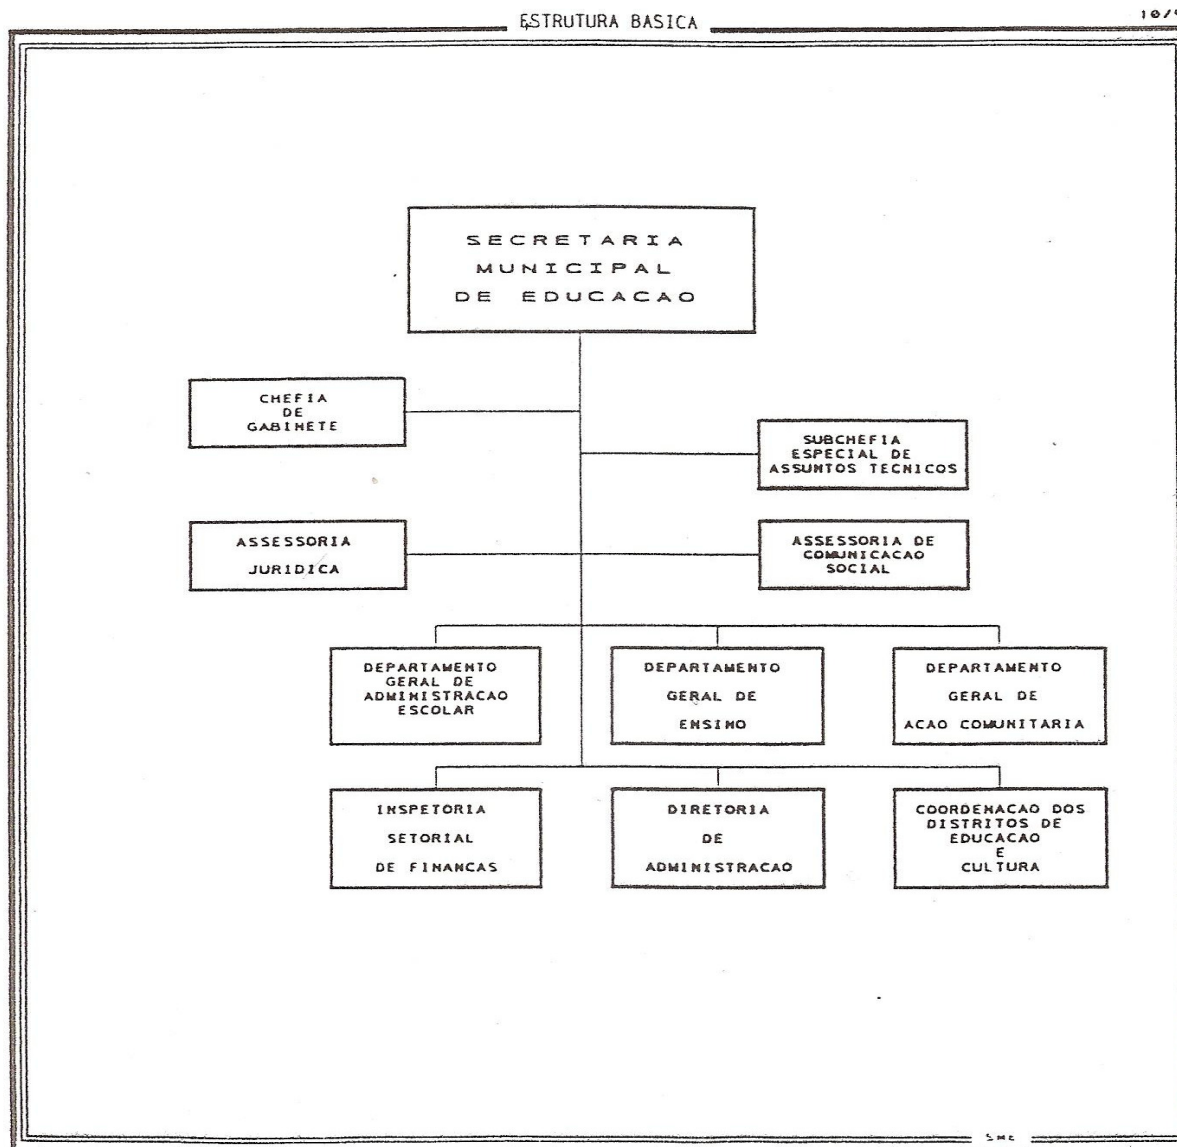 ESTRUTURA BASICA
SECRETARIA
MUNICIPAL
DE EDUCACAO
CHEFIA
DE
GABINETE
SUBCHEFIA
ESPECIAL DE
ASSUNTOS TECNICOS
ASSESSORIA
JURIDICA
ASSESSORIA DE
COMUNICACAO
SOCIAL
DEPARTAMENTO
GERAL DE
ADMINISTRACAO
ESCOLAR
DEPARTAMENTO
GERAL DE
ENSINO
DEPARTAMENTO
GERAL DE
ACAO COMUNITARIA
INSPETORIA
SETORIAL
DE FINANCAS
DIRETORIA
DE
ADMINISTRACAO
COORDENACAO DOS
DISTRITOS DE
EDUCACAO
E
CULTURA
SME